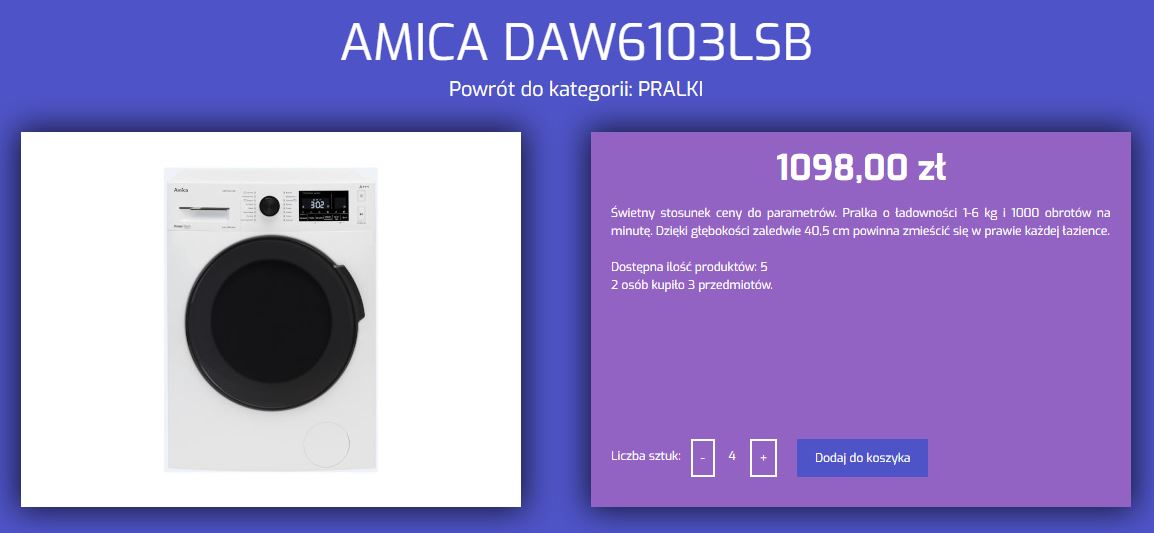 AMICA DAW6103LSB
Powrót do kategorii: PRALKI
Amica
302
1098,00 zł
Świetny stosunek ceny do parametrów. Pralka o ładowności 1-6 kg i 1000 obrotów na
minutę. Dzięki głębokości zaledwie 40,5 cm powinna zmieścić się w prawie każdej łazience.
Dostępna ilość produktów: 5
2 osób kupiło 3 przedmiotów.
Liczba sztuk: - 4 + Dodaj do koszyka